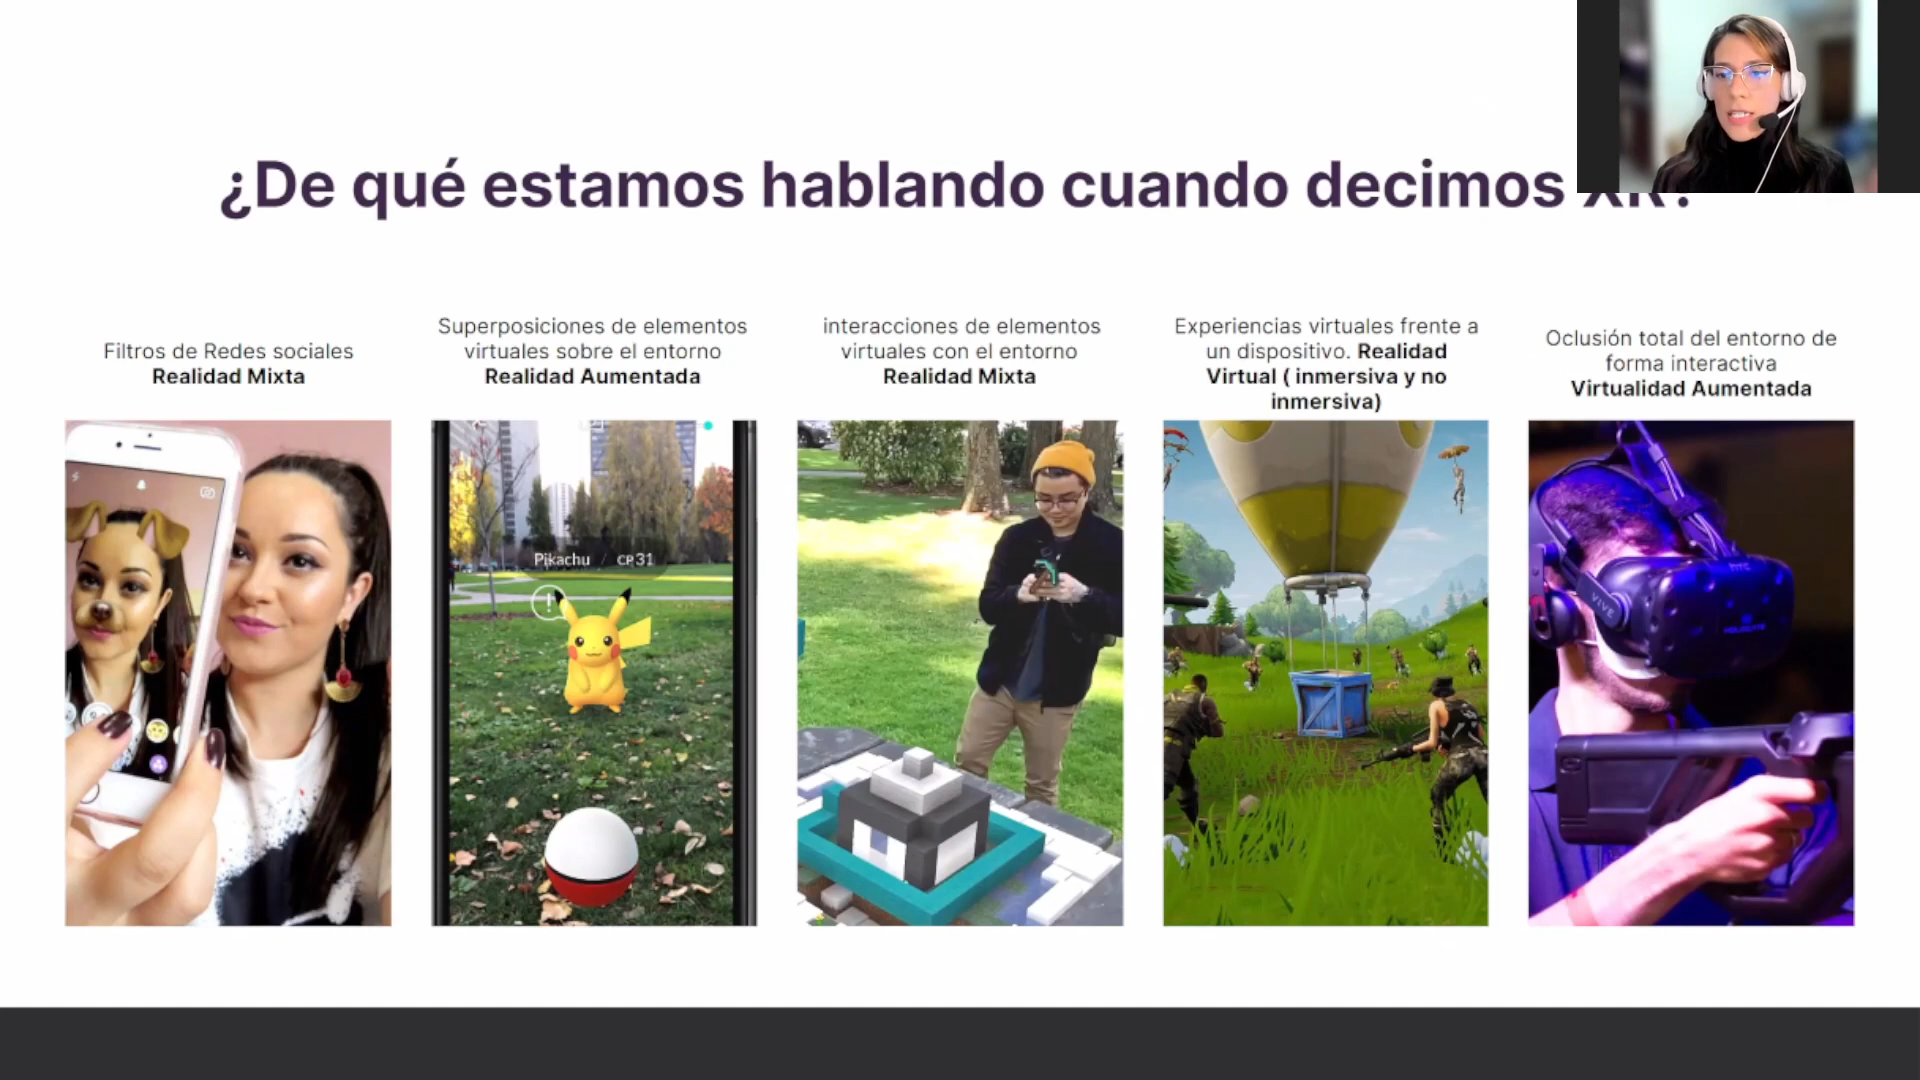 ¿De qué estamos hablando cuando decimos XR?
Filtros de Redes sociales
Realidad Mixta
Superposiciones de elementos
virtuales sobre el entorno
Realidad Aumentada
interacciones de elementos
virtuales con el entorno
Realidad Mixta
Experiencias virtuales frente a
un dispositivo. Realidad
Virtual ( inmersiva y no
inmersiva)
Oclusión total del entorno de
forma interactiva
Virtualidad Aumentada
Pikachu / CP31
hTC
VIVE